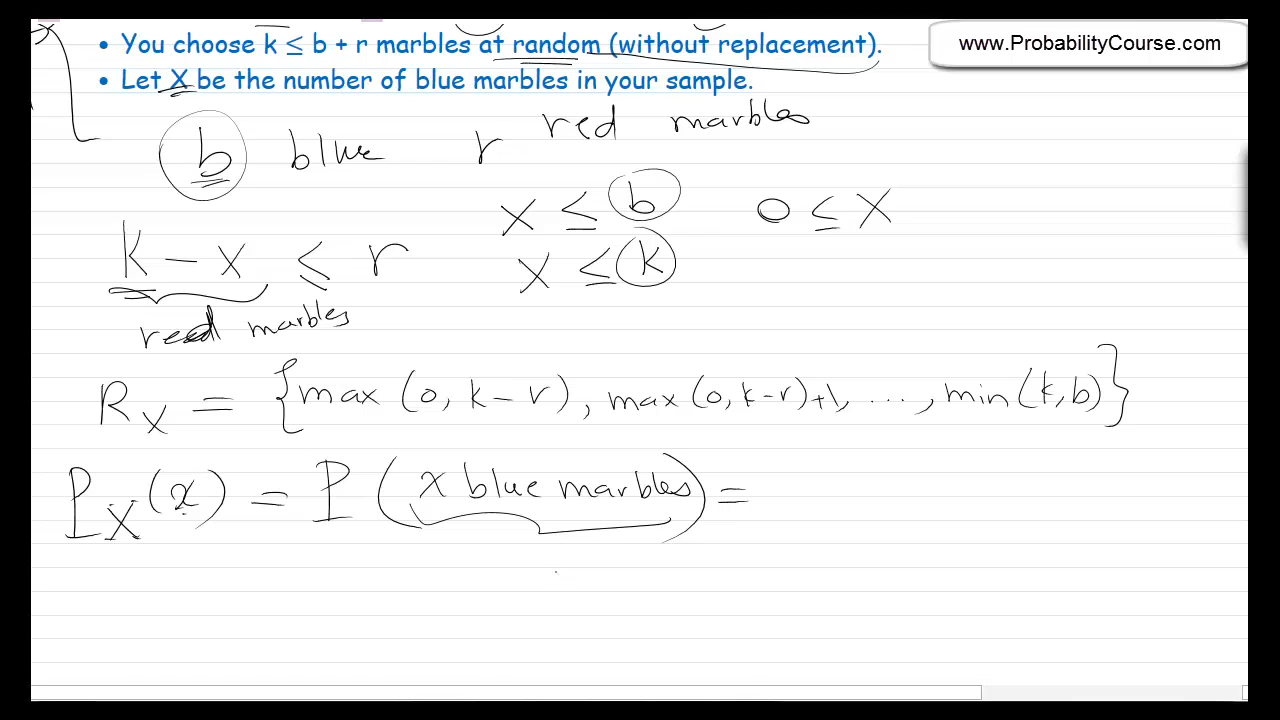 • You choose k ≤ b + r marbles at random (without replacement).
www.ProbabilityCourse.com
• Let X be the number of blue marbles in your sample.
b blue r red marbles
X ≤ b 0 ≤ X
k - X ≤ r X ≤ k
red marbles
R_X = {max (0, k-r), max (0, k-r)+1, ..., min (k, b)}
P_X (x) = P (x blue marbles) =